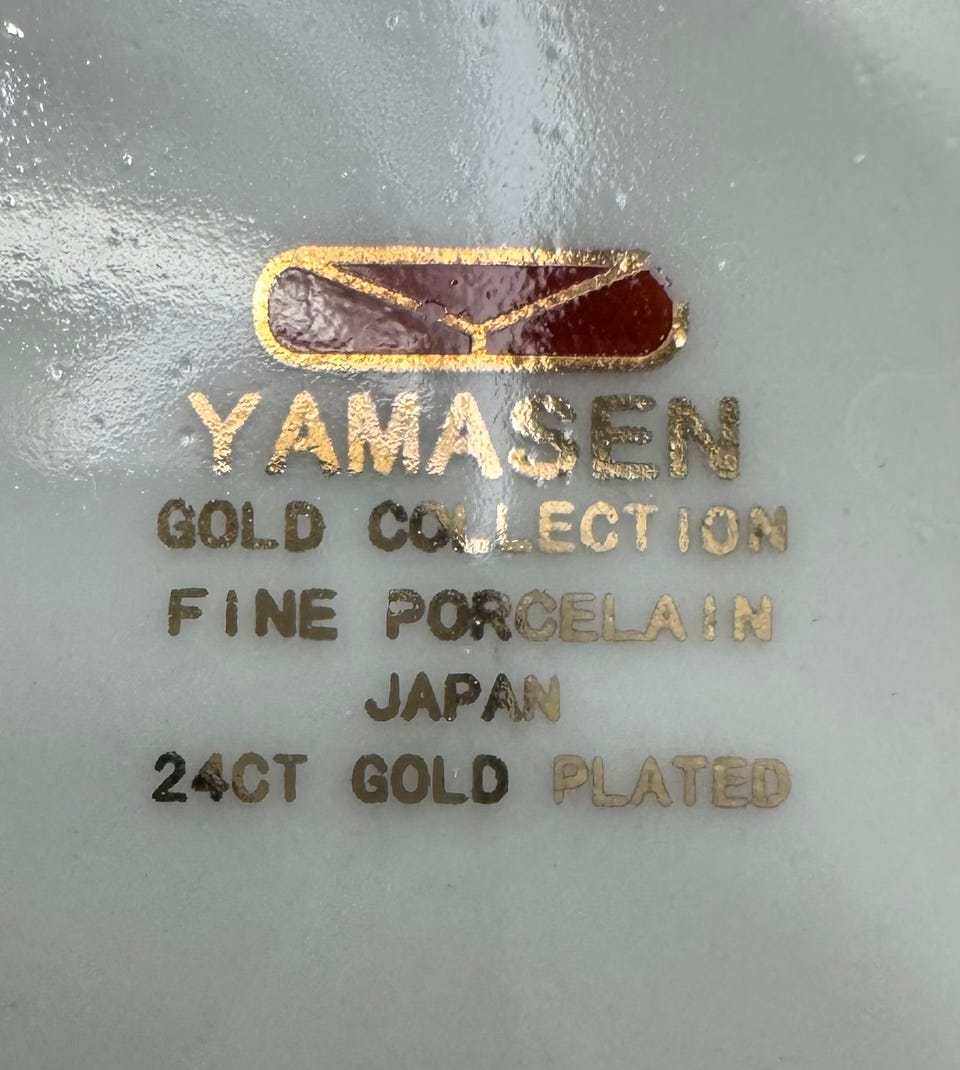 YAMASEN
GOLD COLLECTION
FINE PORCELAIN
JAPAN
24CT GOLD PLATED